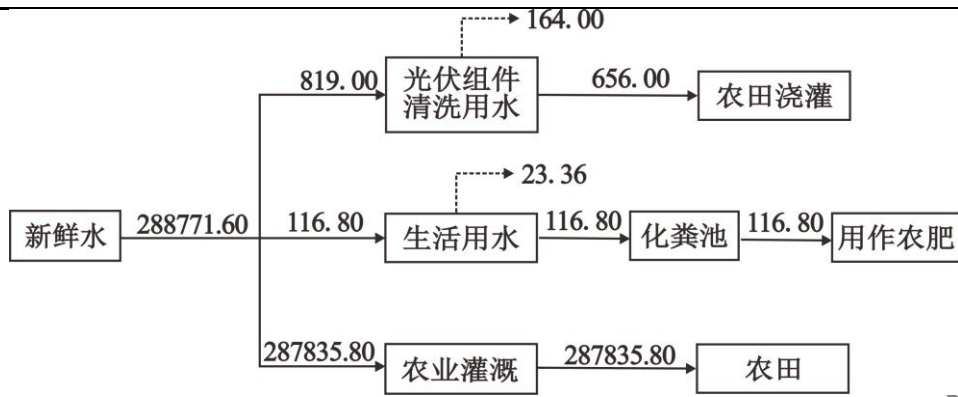 164.00
819.00
光伏组件
清洗用水
656.00
农田浇灌
23.36
新鲜水
288771.60
116.80
生活用水
116.80
化粪池
116.80
用作农肥
287835.80
农业灌溉
287835.80
农田